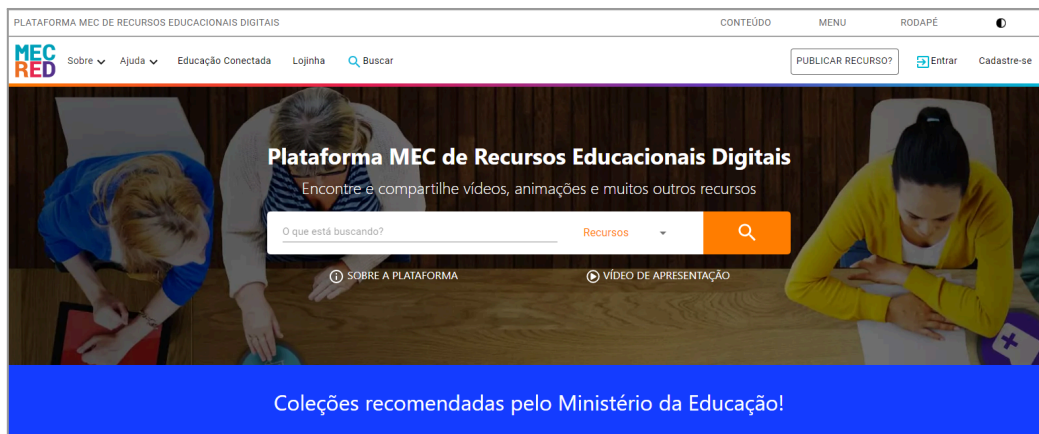 PLATAFORMA MEC DE RECURSOS EDUCACIONAIS DIGITAIS CONTEÚDO MENU RODAPÉ
MEC RED
Sobre Ajuda Educação Conectada Lojinha Buscar PUBLICAR RECURSO? Entrar Cadastre-se
Plataforma MEC de Recursos Educacionais Digitais
Encontre e compartilhe vídeos, animações e muitos outros recursos
O que está buscando? Recursos
SOBRE A PLATAFORMA VÍDEO DE APRESENTAÇÃO
Coleções recomendadas pelo Ministério da Educação!